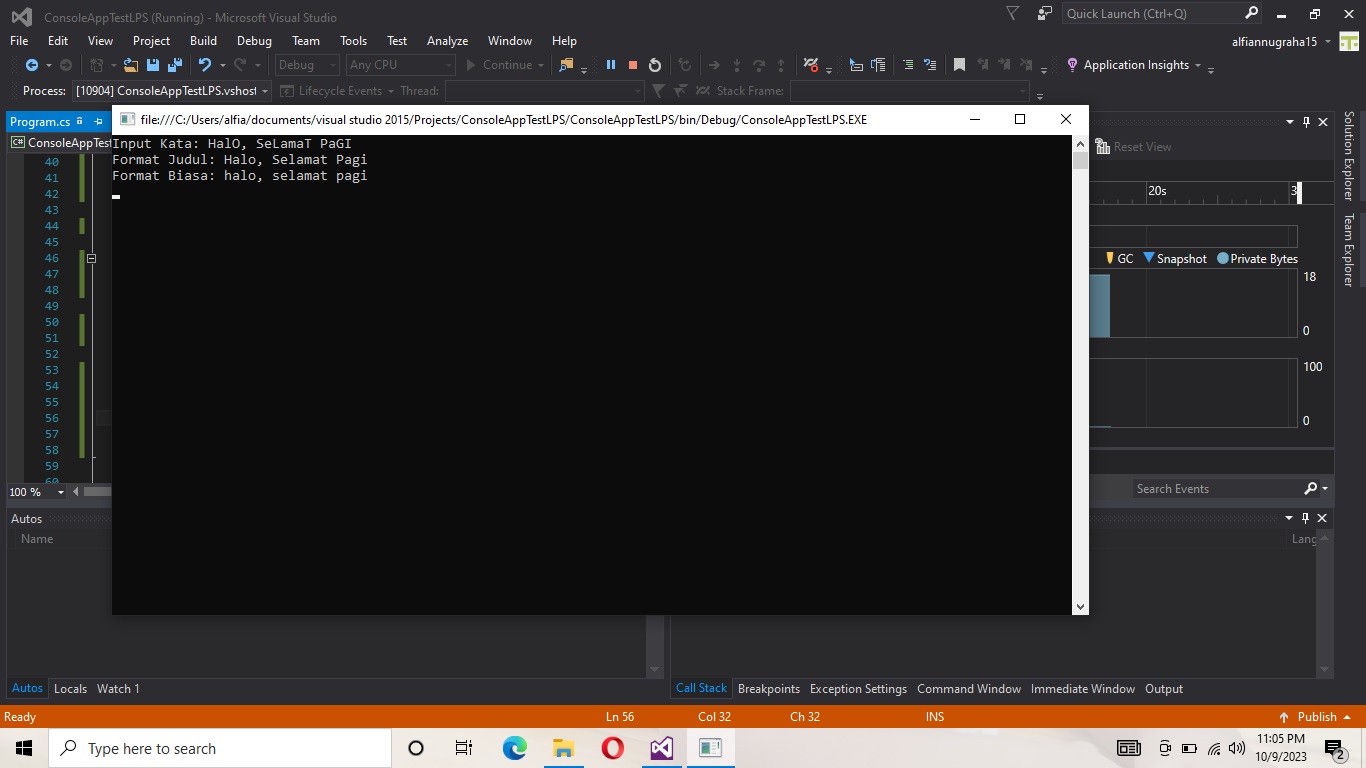 ConsoleAppTestLPS (Running) - Microsoft Visual Studio
Quick Launch (Ctrl+Q)
File Edit View Project Build Debug Team Tools Test Analyze Window Help
alfiannugraha15
Debug Any CPU Continue Application Insights
Process: [10904] ConsoleAppTestLPS.vshost Lifecycle Events Thread: Stack Frame:
Program.cs
file:///C:/Users/alfia/documents/visual studio 2015/Projects/ConsoleAppTestLPS/ConsoleAppTestLPS/bin/Debug/ConsoleAppTestLPS.EXE
C# ConsoleAppTest
Input Kata: HalO, SeLamaT PaGI
Format Judul: Halo, Selamat Pagi
Format Biasa: halo, selamat pagi
Reset View
20s
40
41
42
43
44
45
46
47
48
49
50
51
52
53
54
55
56
57
58
59
60
GC Snapshot Private Bytes
18
0
100
0
Solution Explorer
Team Explorer
100 %
Search Events
Autos
Name
Lang
Autos Locals Watch 1
Call Stack Breakpoints Exception Settings Command Window Immediate Window Output
Ready Ln 56 Col 32 Ch 32 INS Publish
Type here to search
11:05 PM
10/9/2023
2